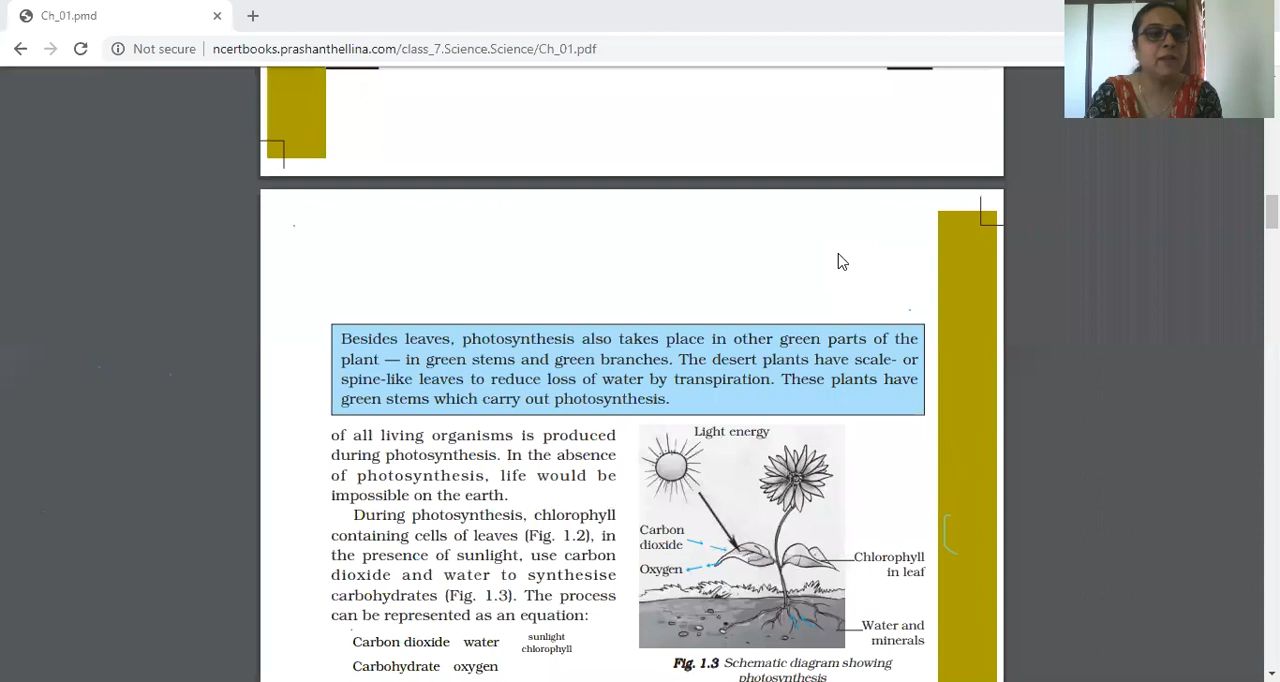 Ch_01.pmd
Not secure
ncertbooks.prashanthellina.com/class_7.Science.Science/Ch_01.pdf
Besides leaves, photosynthesis also takes place in other green parts of the
plant — in green stems and green branches. The desert plants have scale- or
spine-like leaves to reduce loss of water by transpiration. These plants have
green stems which carry out photosynthesis.
of all living organisms is produced
during photosynthesis. In the absence
of photosynthesis, life would be
impossible on the earth.
During photosynthesis, chlorophyll
containing cells of leaves (Fig. 1.2), in
the presence of sunlight, use carbon
dioxide and water to synthesise
carbohydrates (Fig. 1.3). The process
can be represented as an equation:
Carbon dioxide water sunlight
chlorophyll
Carbohydrate oxygen
Light energy
Carbon
dioxide
Oxygen
Chlorophyll
in leaf
Water and
minerals
Fig. 1.3 Schematic diagram showing
photosynthesis